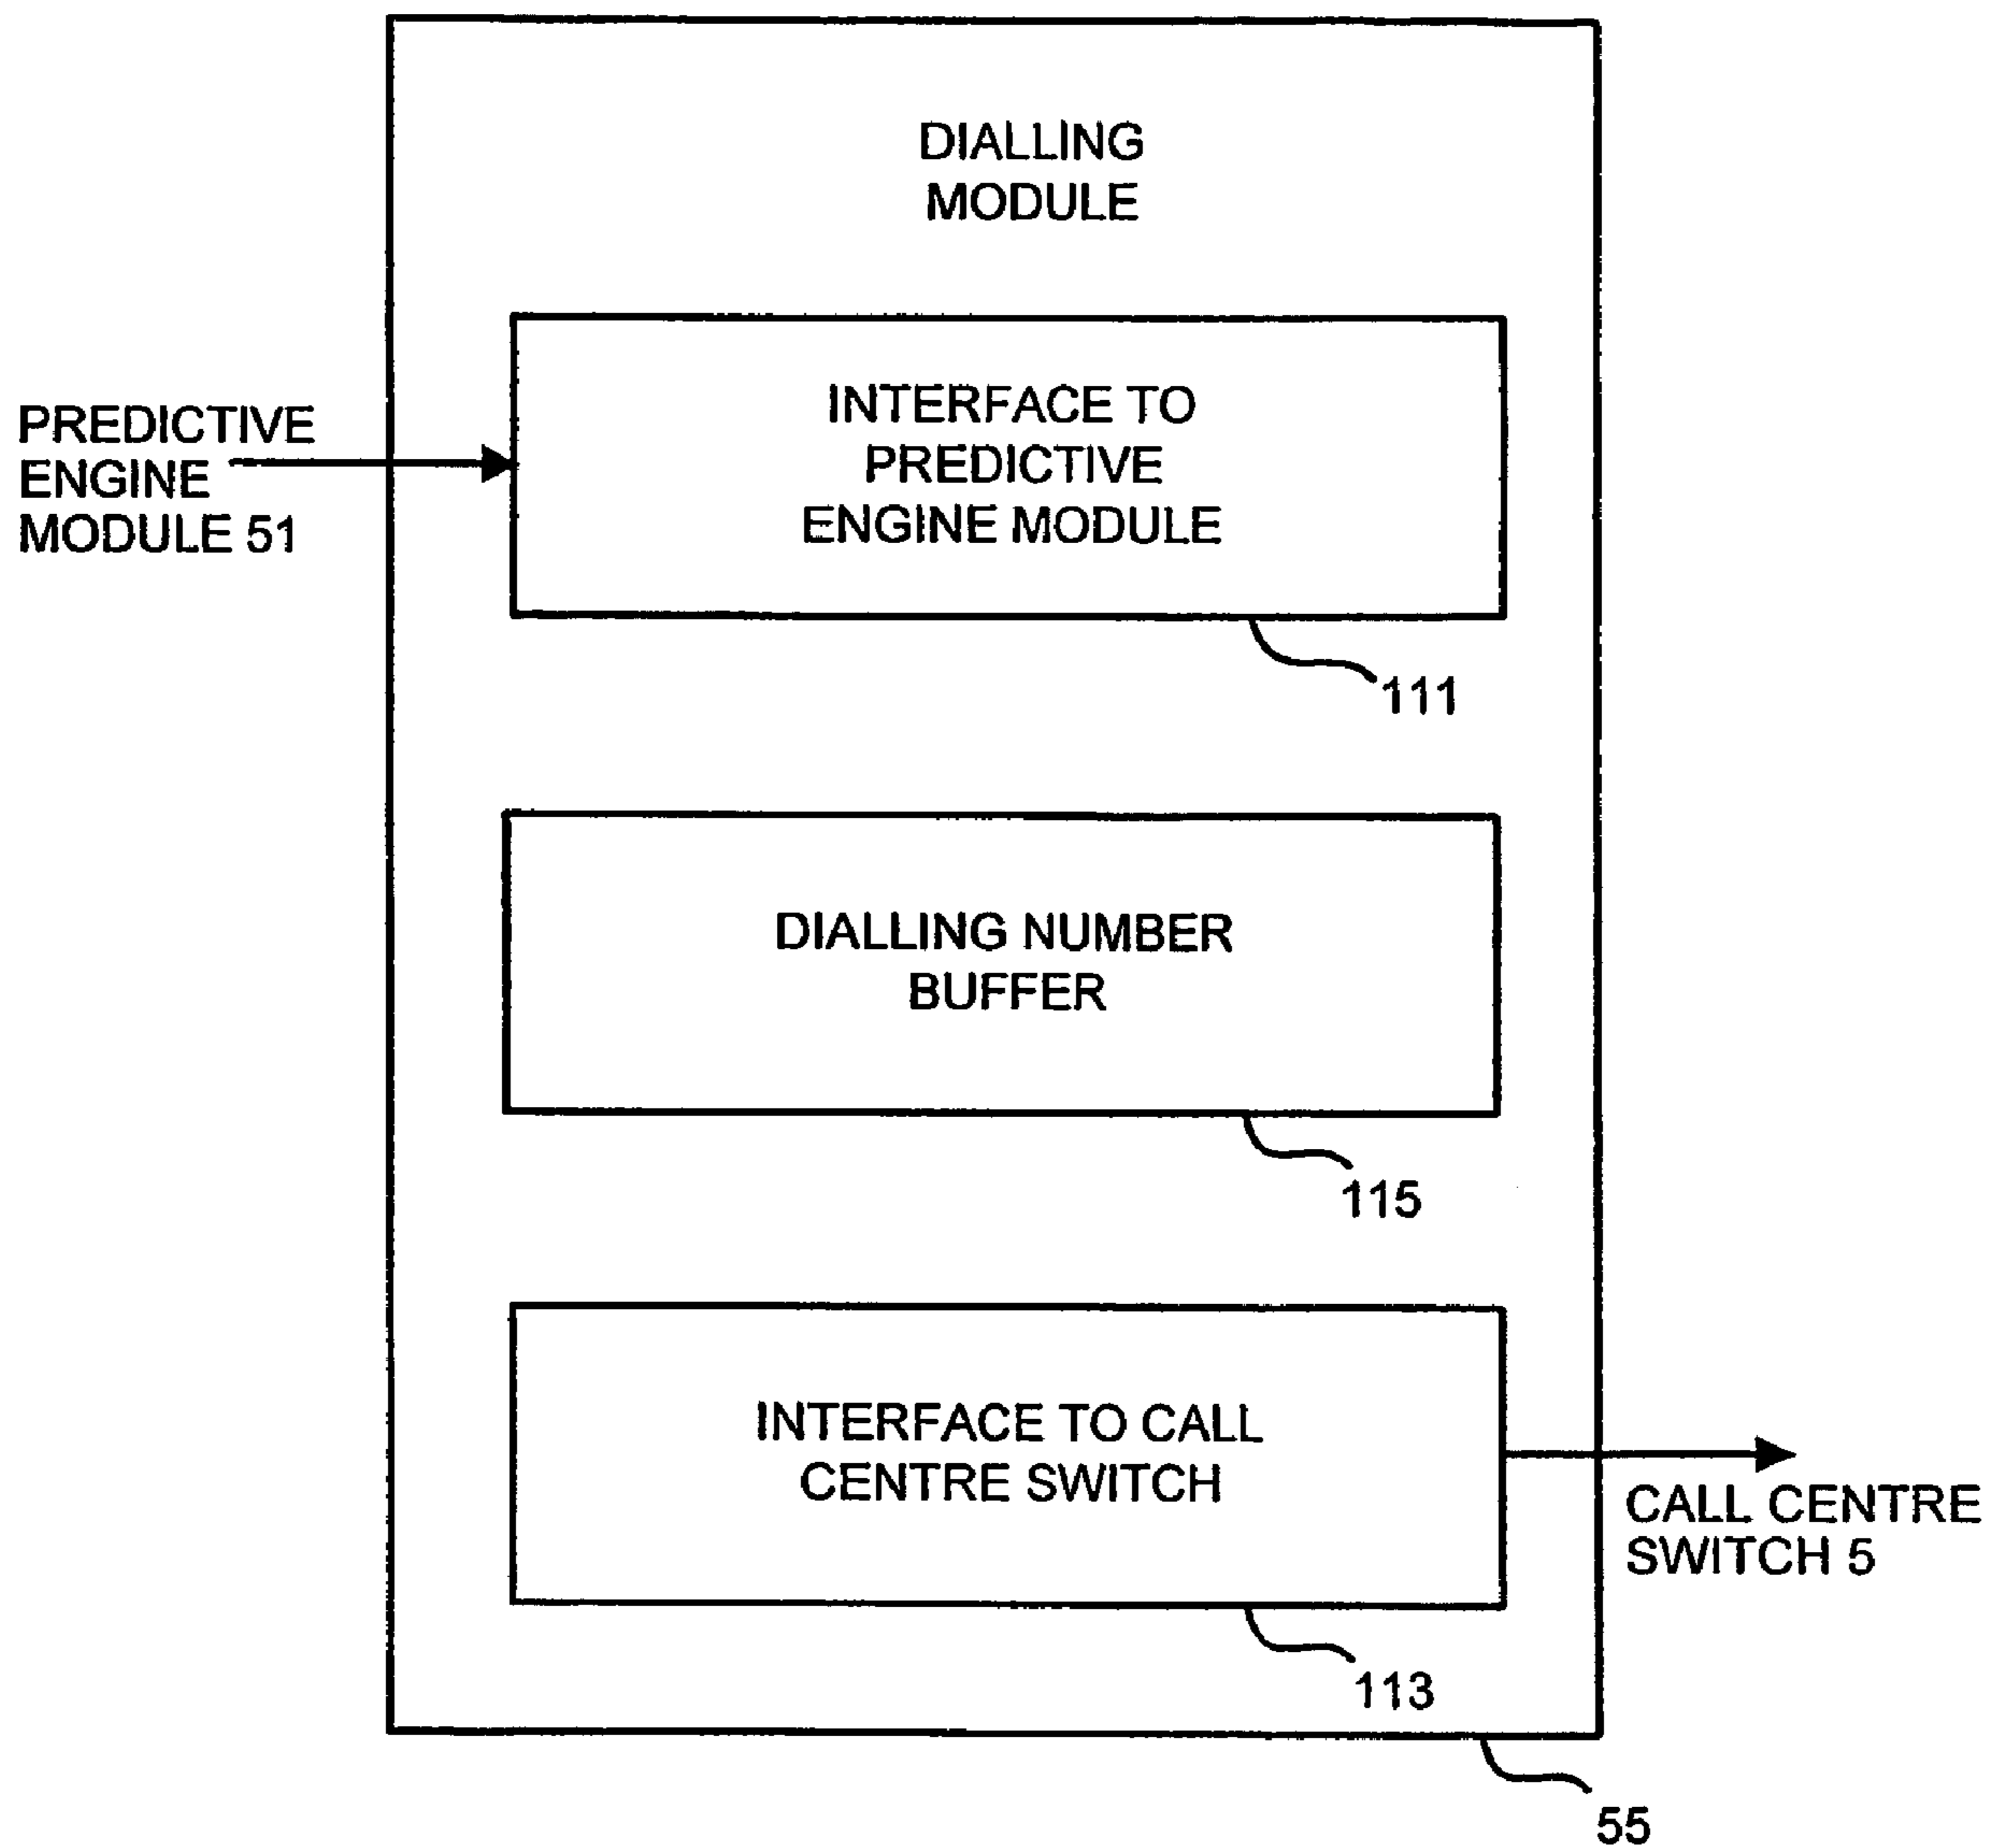 DIALLING
MODULE
PREDICTIVE
ENGINE
MODULE 51
INTERFACE TO
PREDICTIVE
ENGINE MODULE
111
DIALLING NUMBER
BUFFER
115
INTERFACE TO CALL
CENTRE SWITCH
CALL CENTRE
SWITCH 5
113
55